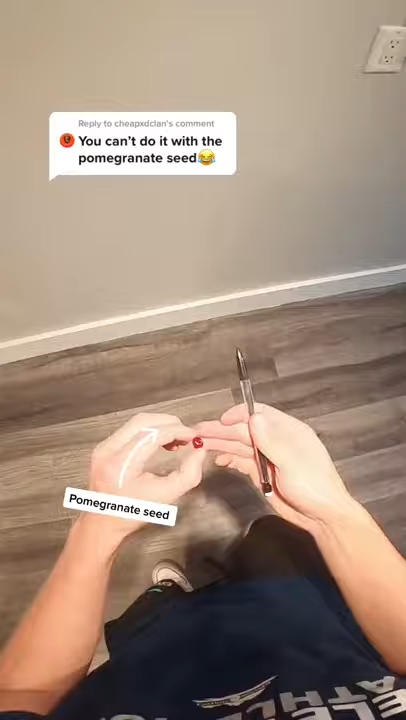 Reply to cheapxdclan's comment
You can't do it with the
pomegranate seed😂
Pomegranate seed